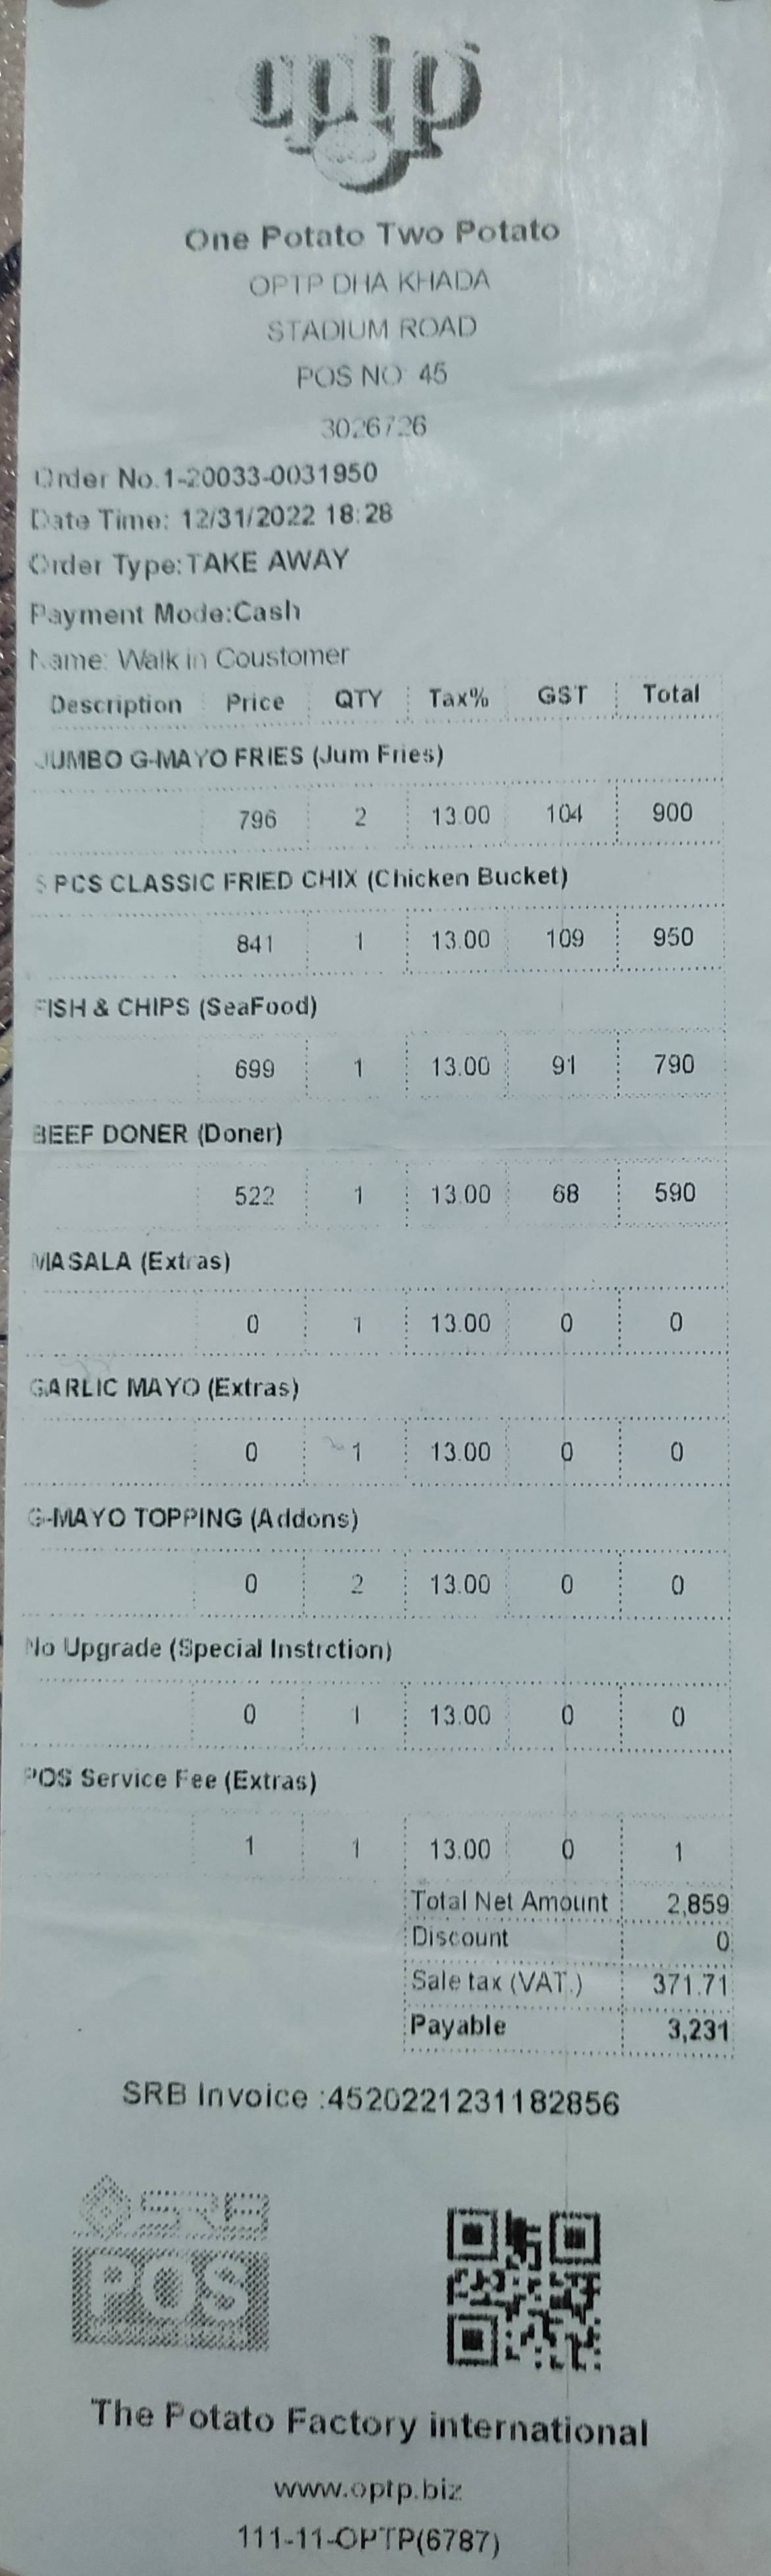 optp
One Potato Two Potato
OPTP DHA KHADA
STADIUM ROAD
POS NO 45
3026726
Order No.1-20033-0031950
Date Time: 12/31/2022 18:28
Order Type:TAKE AWAY
Payment Mode:Cash
Name: Walk in Coustomer
Description Price QTY Tax% GST Total
JUMBO G-MAYO FRIES (Jum Fries)
796 2 13.00 104 900
5 PCS CLASSIC FRIED CHIX (Chicken Bucket)
841 1 13.00 109 950
FISH & CHIPS (SeaFood)
699 1 13.00 91 790
BEEF DONER (Doner)
522 1 13.00 68 590
MASALA (Extras)
0 1 13.00 0 0
GARLIC MAYO (Extras)
0 1 13.00 0 0
G-MAYO TOPPING (Addons)
0 2 13.00 0 0
No Upgrade (Special Instrction)
0 1 13.00 0 0
POS Service Fee (Extras)
1 1 13.00 0 1
Total Net Amount 2,859
Discount 0
Sale tax (VAT.) 371.71
Payable 3,231
SRB Invoice :4520221231182856
SRB
POS
The Potato Factory international
www.optp.biz
111-11-OPTP(6787)